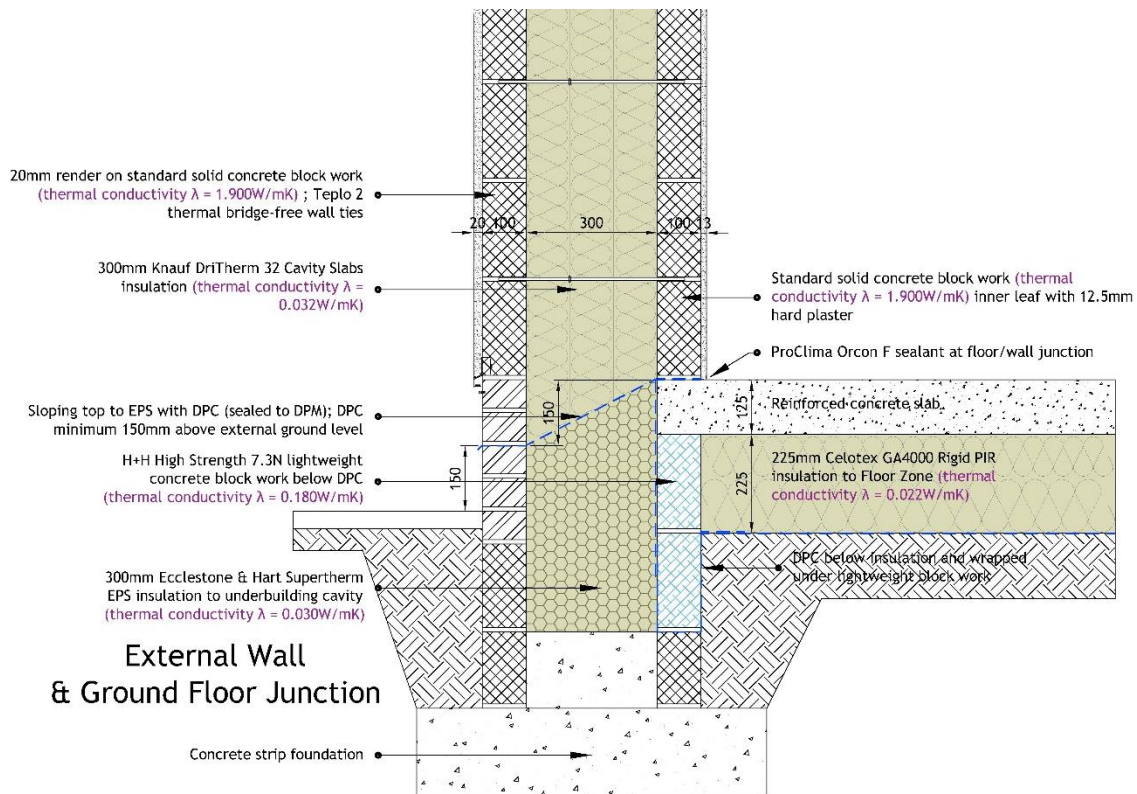 20mm render on standard solid concrete block work
(thermal conductivity λ = 1.900W/mK) ; Teplo 2
thermal bridge-free wall ties
300mm Knauf DriTherm 32 Cavity Slabs
insulation (thermal conductivity λ =
0.032W/mK)
Sloping top to EPS with DPC (sealed to DPM); DPC
minimum 150mm above external ground level
H+H High Strength 7.3N lightweight
concrete block work below DPC
(thermal conductivity λ = 0.180W/mK)
300mm Ecclestone & Hart Supertherm
EPS insulation to underbuilding cavity
(thermal conductivity λ = 0.030W/mK)
External Wall
& Ground Floor Junction
Concrete strip foundation
20 100 300 100 13
150
150
125
225
Standard solid concrete block work (thermal
conductivity λ = 1.900W/mK) inner leaf with 12.5mm
hard plaster
ProClima Orcon F sealant at floor/wall junction
Reinforced concrete slab
225mm Celotex GA4000 Rigid PIR
insulation to Floor Zone (thermal
conductivity λ = 0.022W/mK)
DPC below insulation and wrapped
under lightweight block work